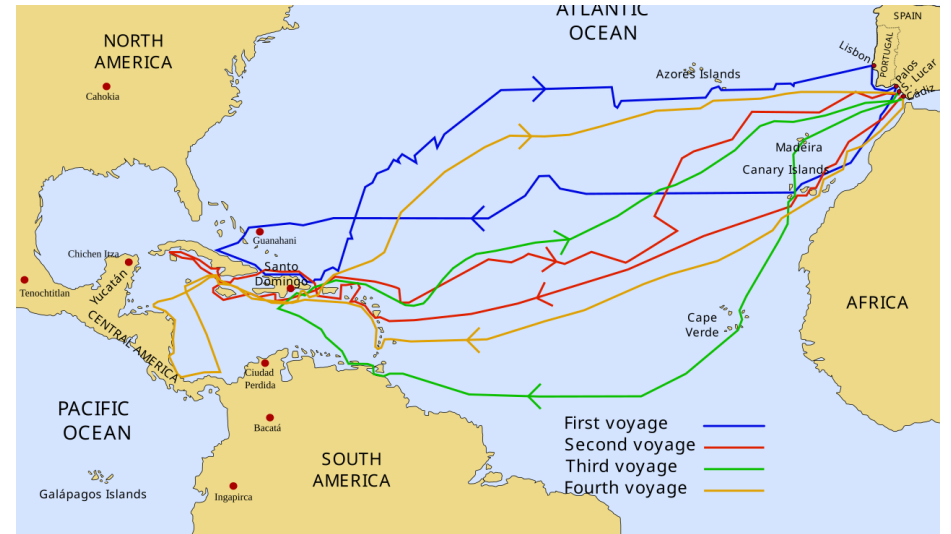 ATLANTIC
OCEAN
SPAIN
PORTUGAL
Lisbon
Palos
S. Lucar
Cádiz
NORTH
AMERICA
Cahokia
Azores Islands
Madeira
Canary Islands
Guanahani
Chichen Itza
Santo
Domingo
Yucatán
Tenochtitlan
CENTRAL AMERICA
AFRICA
Cape
Verde
Ciudad
Perdida
PACIFIC
OCEAN
Bacatá
First voyage
Second voyage
Third voyage
Fourth voyage
SOUTH
AMERICA
Galápagos Islands
Ingapirca